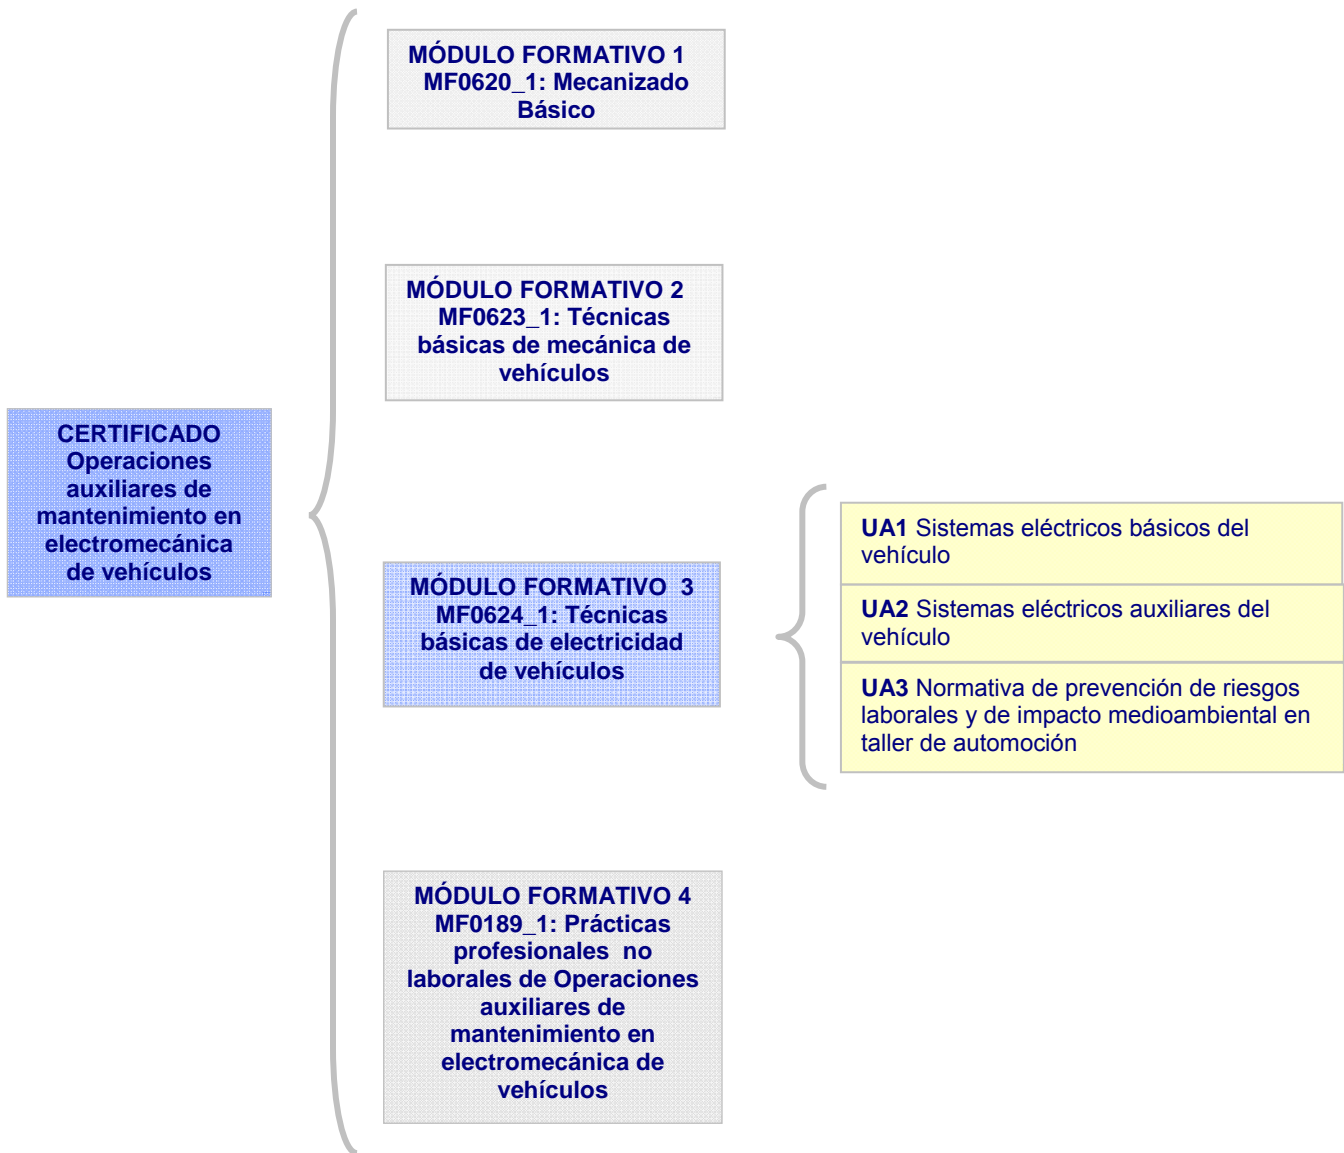 CERTIFICADO
Operaciones
auxiliares de
mantenimiento en
electromecánica
de vehículos
MÓDULO FORMATIVO 1
MF0620_1: Mecanizado
Básico
MÓDULO FORMATIVO 2
MF0623_1: Técnicas
básicas de mecánica de
vehículos
MÓDULO FORMATIVO 3
MF0624_1: Técnicas
básicas de electricidad
de vehículos
UA1 Sistemas eléctricos básicos del
vehículo
UA2 Sistemas eléctricos auxiliares del
vehículo
UA3 Normativa de prevención de riesgos
laborales y de impacto medioambiental en
taller de automoción
MÓDULO FORMATIVO 4
MF0189_1: Prácticas
profesionales no
laborales de Operaciones
auxiliares de
mantenimiento en
electromecánica de
vehículos